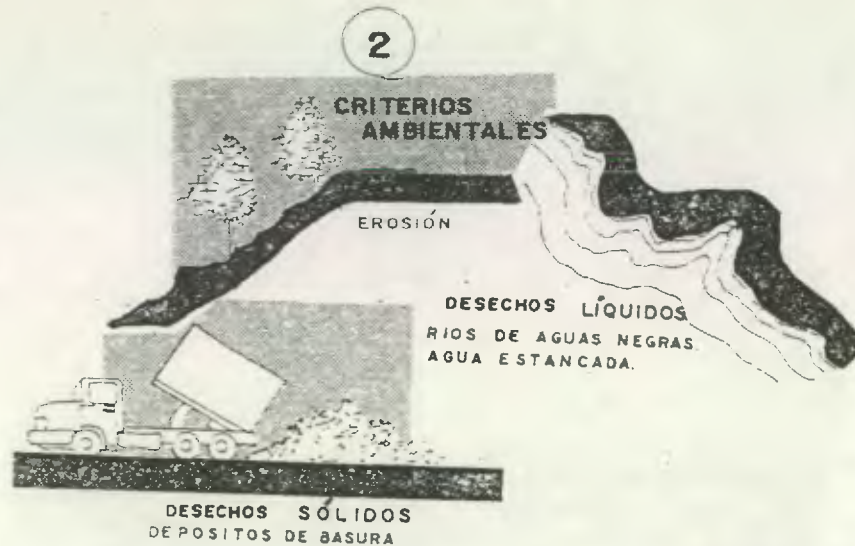 2
CRITERIOS
AMBIENTALES
EROSIÓN
DESECHOS LÍQUIDOS
RIOS DE AGUAS NEGRAS.
AGUA ESTANCADA.
DESECHOS SÓLIDOS
DEPOSITOS DE BASURA